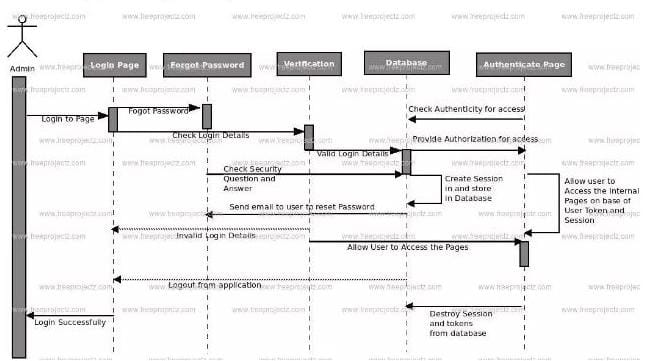 www.freeprojectz.com
Admin
Login Page
Forgot Password
Verification
Database
Authenticate Page
Login to Page
Fogot Password
Check Login Details
Check Authenticity for access
Provide Authorization for access
Valid Login Details
Check Security
Question and
Answer
Create Session
in and store
in Database
Allow user to
Access the Internal
Pages on base of
User Token and
Session
Send email to user to reset Password
Invalid Login Details
Allow User to Access the Pages
Logout from application
Login Successfully
Destroy Session
and tokens
from database